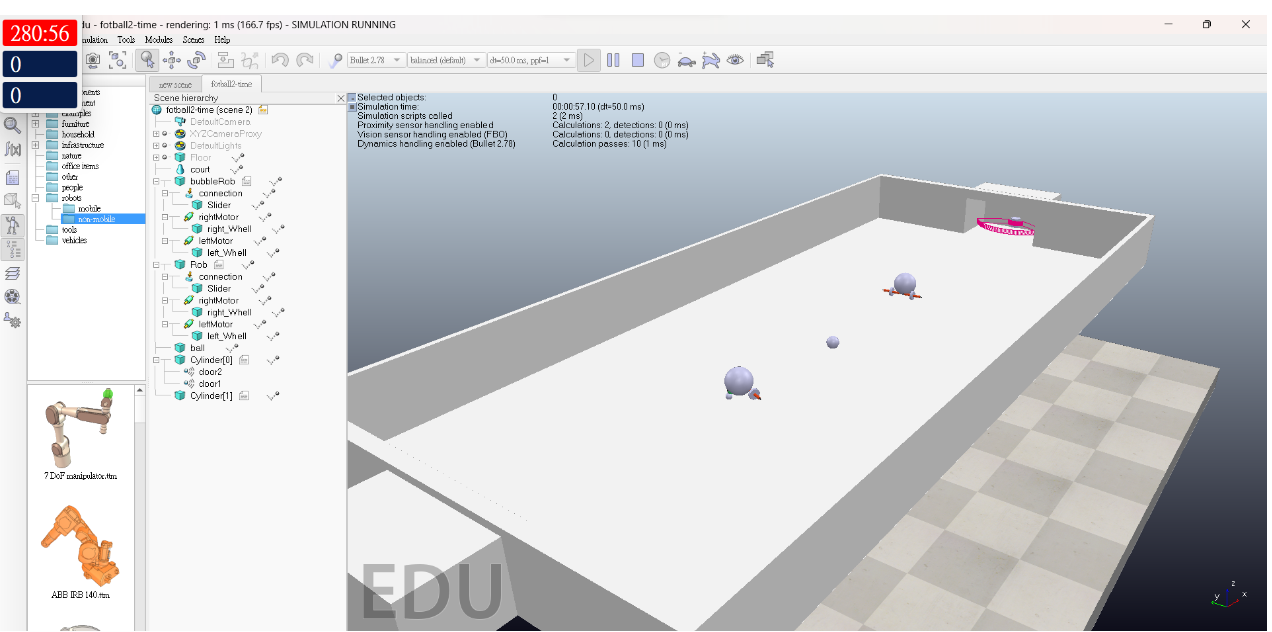 280:56
0
0
du - fotball2-time - rendering: 1 ms (166.7 fps) - SIMULATION RUNNING
Tools Modules Scenes Help
Bullet 2.78 balanced (default) dt=50.0 ms, ppf=1
new scene fotball2-time
examples
furniture
household
infrastructure
nature
office items
other
people
robots
mobile
non-mobile
tools
vehicles
7 DoF manipulator.ttm
ABB IRB 140.ttm
Scene hierarchy
fotball2-time (scene 2)
DefaultCamera
XYZCameraProxy
DefaultLights
Floor
court
bubbleRob
connection
Slider
rightMotor
right_Whell
leftMotor
left_Whell
Rob
connection
Slider
rightMotor
right_Whell
leftMotor
left_Whell
ball
Cylinder[0]
door2
door1
Cylinder[1]
Selected objects: 0
Simulation time: 00:00:57.10 (dt=50.0 ms)
Simulation scripts called 2 (2 ms)
Proximity sensor handling enabled Calculations: 2, detections: 0 (0 ms)
Vision sensor handling enabled (FBO) Calculations: 0, detections: 0 (0 ms)
Dynamics handling enabled (Bullet 2.78) Calculation passes: 10 (1 ms)
EDU
z
y x